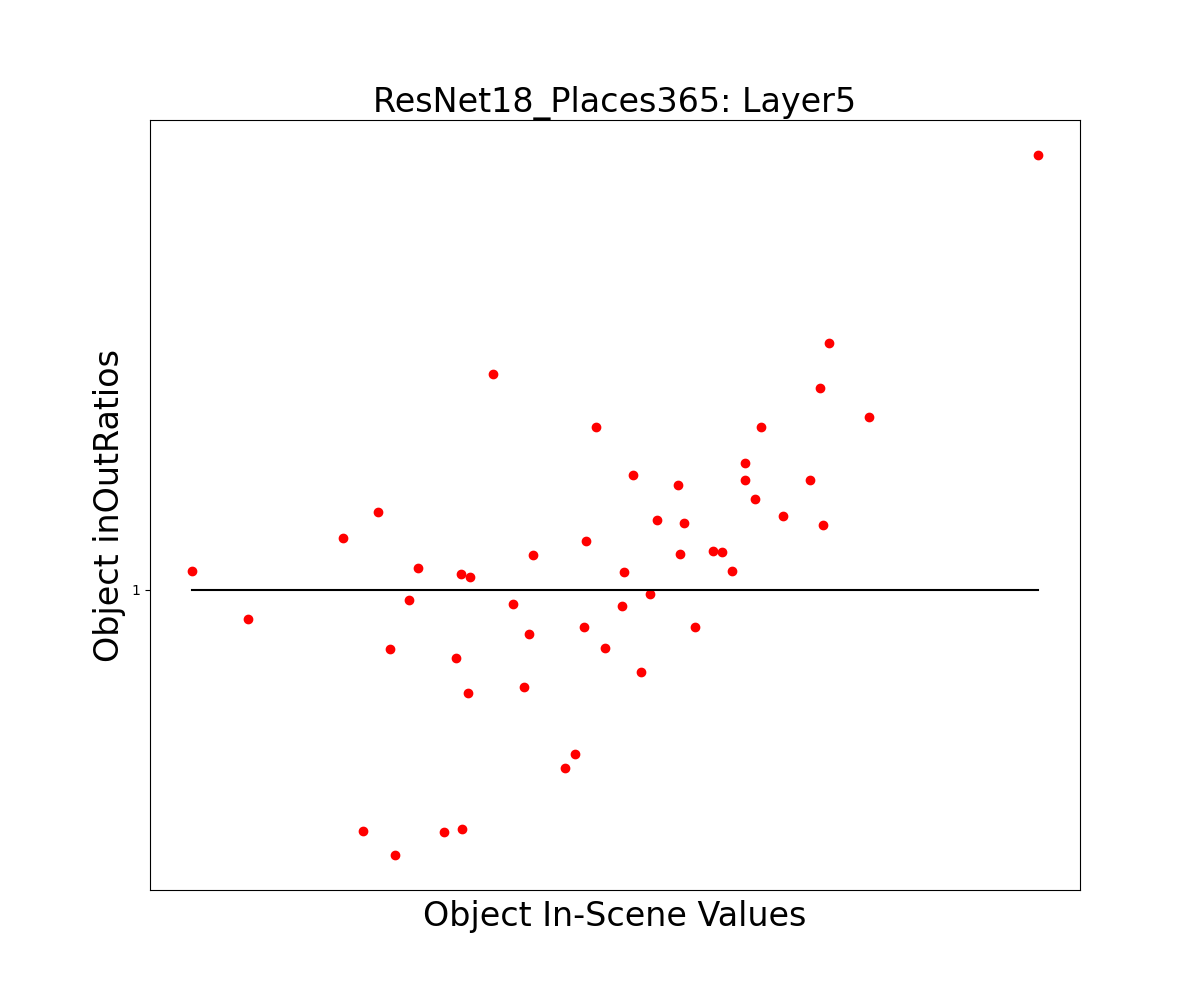 ResNet18_Places365: Layer5
Object inOutRatios
1
Object In-Scene Values